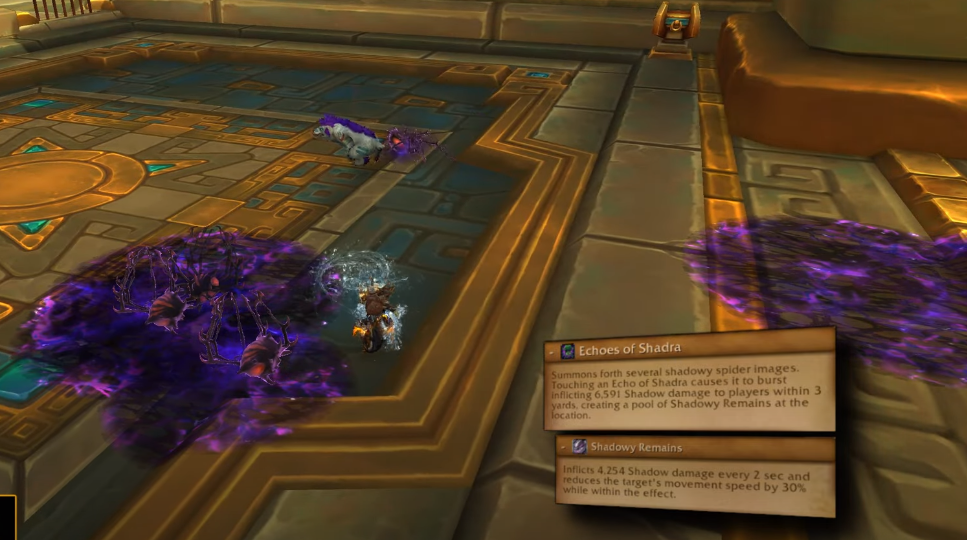 - Echoes of Shadra
Summons forth several shadowy spider images.
Touching an Echo of Shadra causes it to burst
inflicting 6,591 Shadow damage to players within 3
yards, creating a pool of Shadowy Remains at the
location.
- Shadowy Remains
Inflicts 4,254 Shadow damage every 2 sec and
reduces the target's movement speed by 30%
while within the effect.